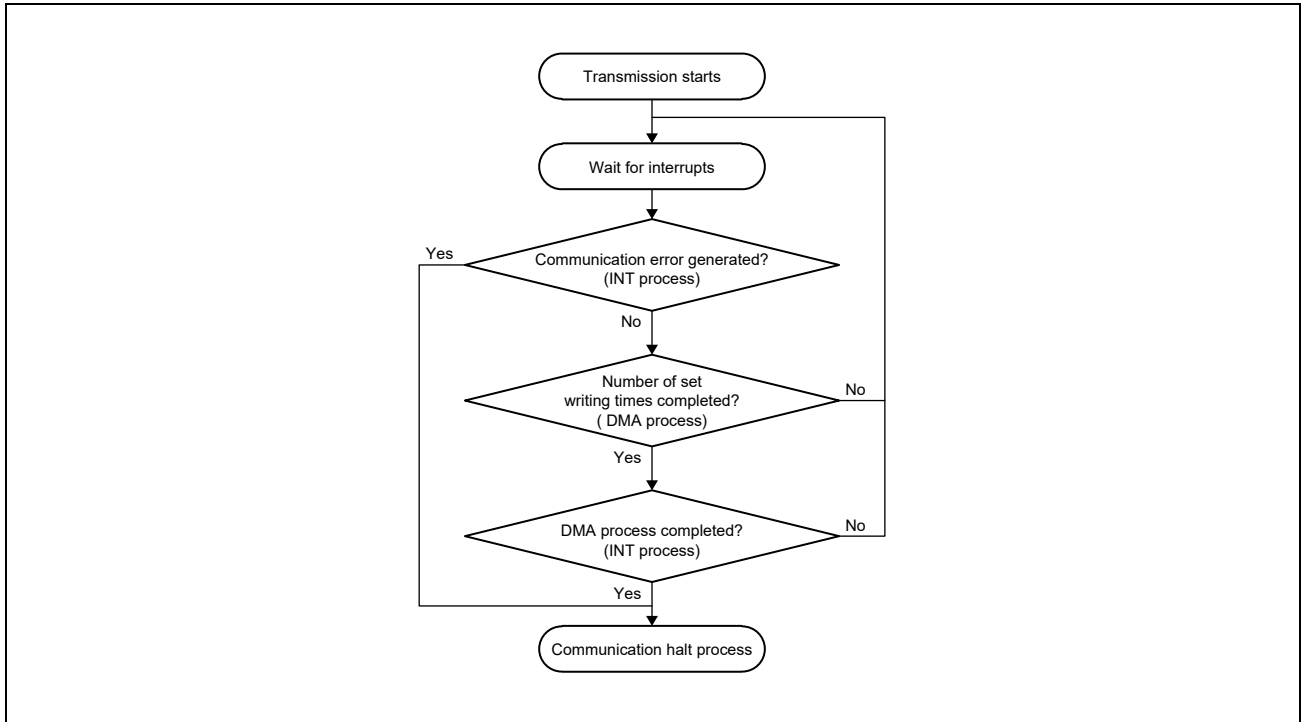 Transmission starts
Wait for interrupts
Yes
Communication error generated?
(INT process)
No
Number of set
writing times completed?
( DMA process)
No
Yes
DMA process completed?
(INT process)
No
Yes
Communication halt process